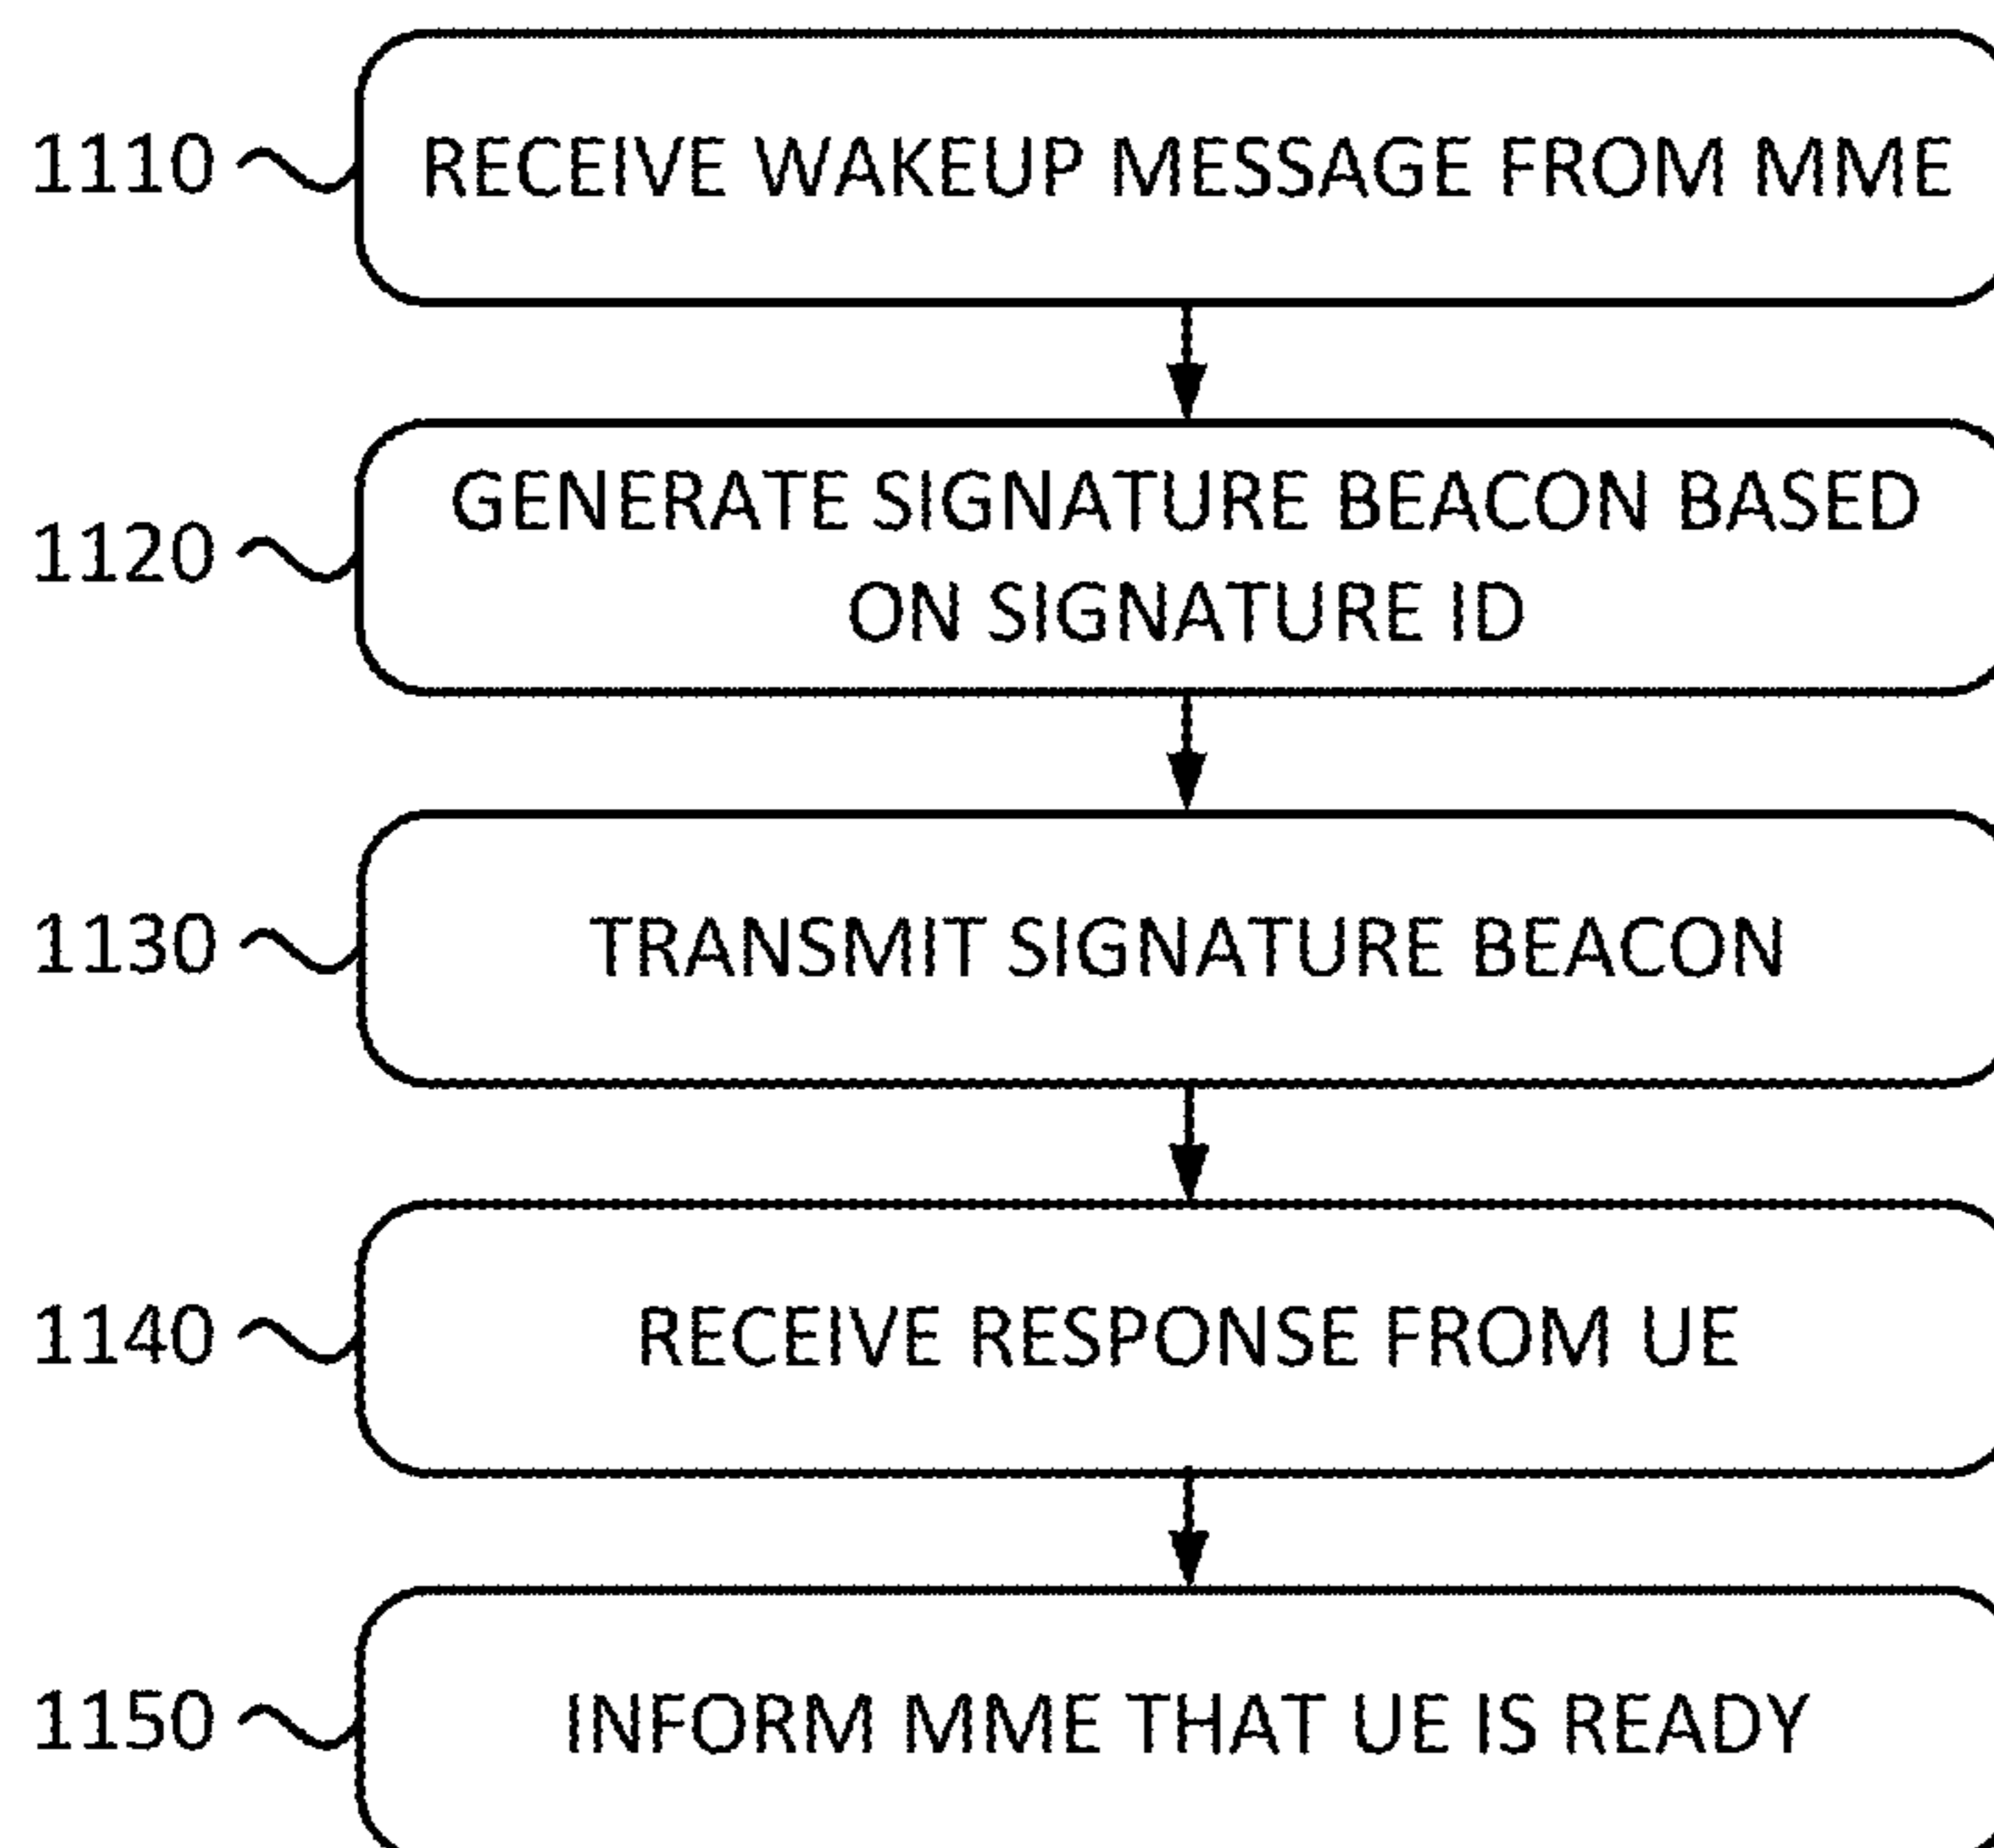 1110 RECEIVE WAKEUP MESSAGE FROM MME
1120 GENERATE SIGNATURE BEACON BASED
ON SIGNATURE ID
1130 TRANSMIT SIGNATURE BEACON
1140 RECEIVE RESPONSE FROM UE
1150 INFORM MME THAT UE IS READY